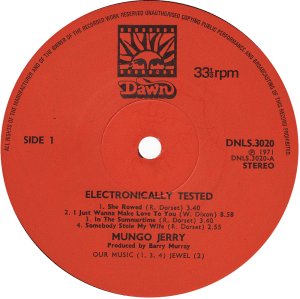 ALL RIGHTS OF THE MANUFACTURER AND OF THE OWNER OF THE RECORDED WORK RESERVED UNAUTHORISED COPYING PUBLIC PERFORMANCE AND BROADCASTING OF THIS RECORD PROHIBITED
Dawn
33⅓rpm
SIDE 1
DNLS.3020
℗ 1971
DNLS.3020-A
STEREO
ELECTRONICALLY TESTED
1. She Rowed (R. Dorset) 3.40
2. I Just Wanna Make Love To You (W. Dixon) 8.58
3. In the Summertime (R. Dorset) 3.40
4. Somebody Stole My Wife (R. Dorset) 2.55
MUNGO JERRY
Produced by Barry Murray
OUR MUSIC (1, 3, 4) JEWEL (2)